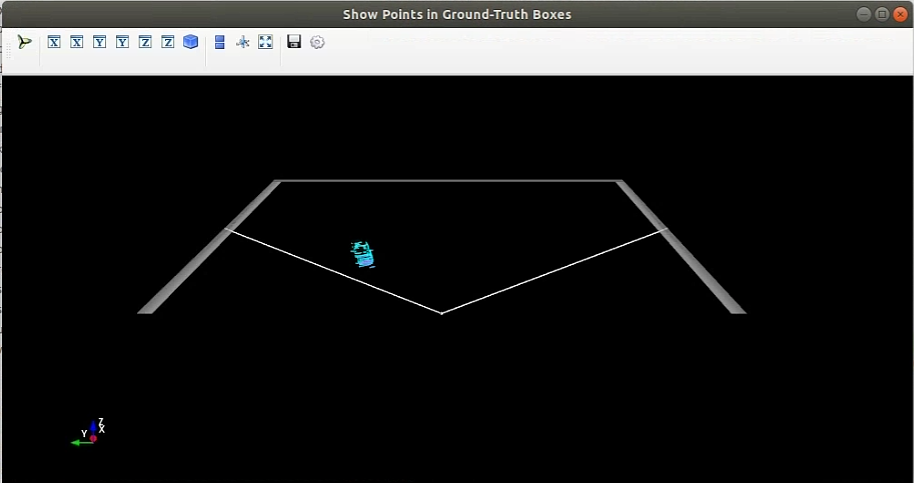 Show Points in Ground-Truth Boxes
X X Y Y Z Z
Z
Y X